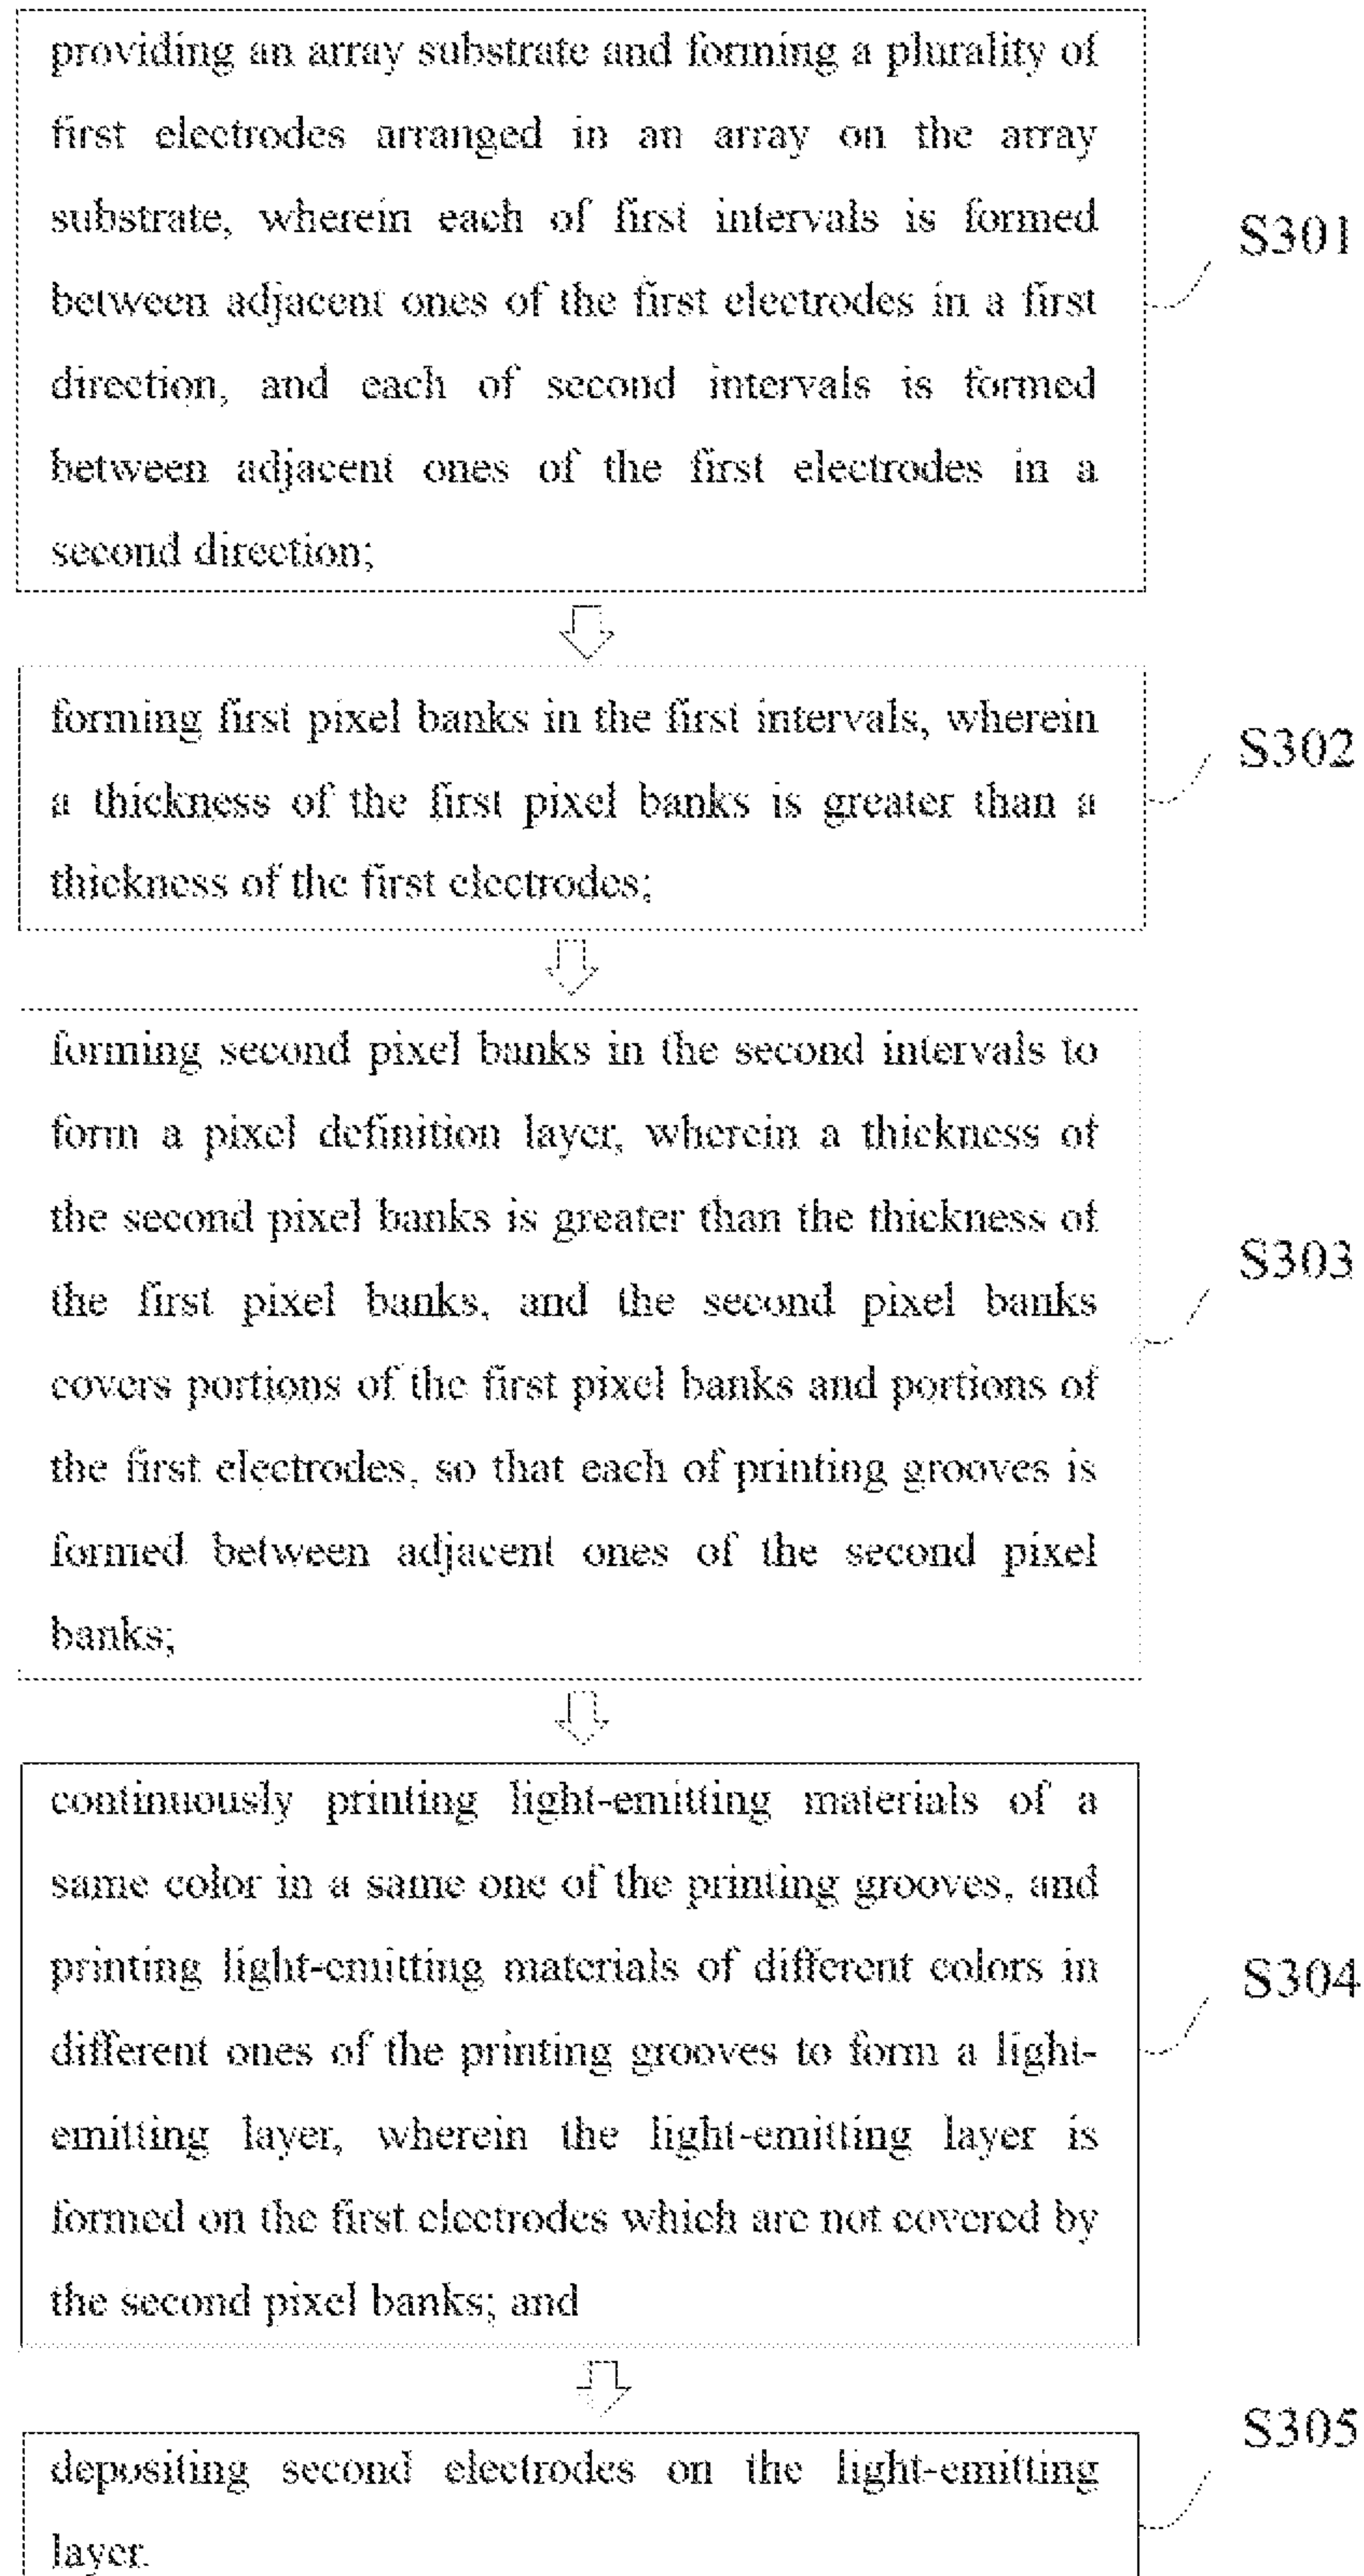 providing an array substrate and forming a plurality of
first electrodes arranged in an array on the array
substrate, wherein each of first intervals is formed
between adjacent ones of the first electrodes in a first
direction, and each of second intervals is formed
between adjacent ones of the first electrodes in a
second direction;
S301
forming first pixel banks in the first intervals, wherein
a thickness of the first pixel banks is greater than a
thickness of the first electrodes;
S302
forming second pixel banks in the second intervals to
form a pixel definition layer, wherein a thickness of
the second pixel banks is greater than the thickness of
the first pixel banks, and the second pixel banks
covers portions of the first pixel banks and portions of
the first electrodes, so that each of printing grooves is
formed between adjacent ones of the second pixel
banks;
S303
continuously printing light-emitting materials of a
same color in a same one of the printing grooves, and
printing light-emitting materials of different colors in
different ones of the printing grooves to form a light-
emitting layer, wherein the light-emitting layer is
formed on the first electrodes which are not covered by
the second pixel banks; and
S304
depositing second electrodes on the light-emitting
layer.
S305